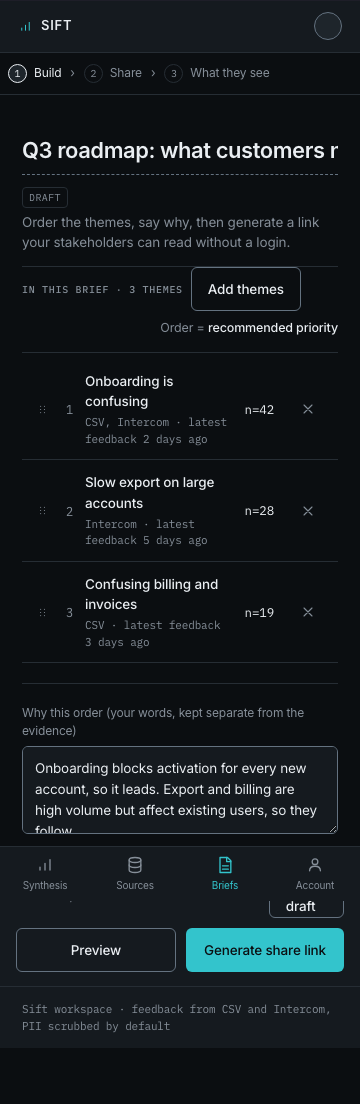 SIFT
1 Build › 2 Share › 3 What they see
Q3 roadmap: what customers
DRAFT
Order the themes, say why, then generate a link
your stakeholders can read without a login.
IN THIS BRIEF · 3 THEMES
Add themes
Order = recommended priority
1
Onboarding is
confusing
CSV, Intercom · latest
feedback 2 days ago
n=42
2
Slow export on large
accounts
Intercom · latest
feedback 5 days ago
n=28
3
Confusing billing and
invoices
CSV · latest feedback
3 days ago
n=19
Why this order (your words, kept separate from the
evidence)
Onboarding blocks activation for every new
account, so it leads. Export and billing are
high volume but affect existing users, so they
follow
Synthesis
Sources
Briefs
Account
draft
Preview
Generate share link
Sift workspace · feedback from CSV and Intercom,
PII scrubbed by default